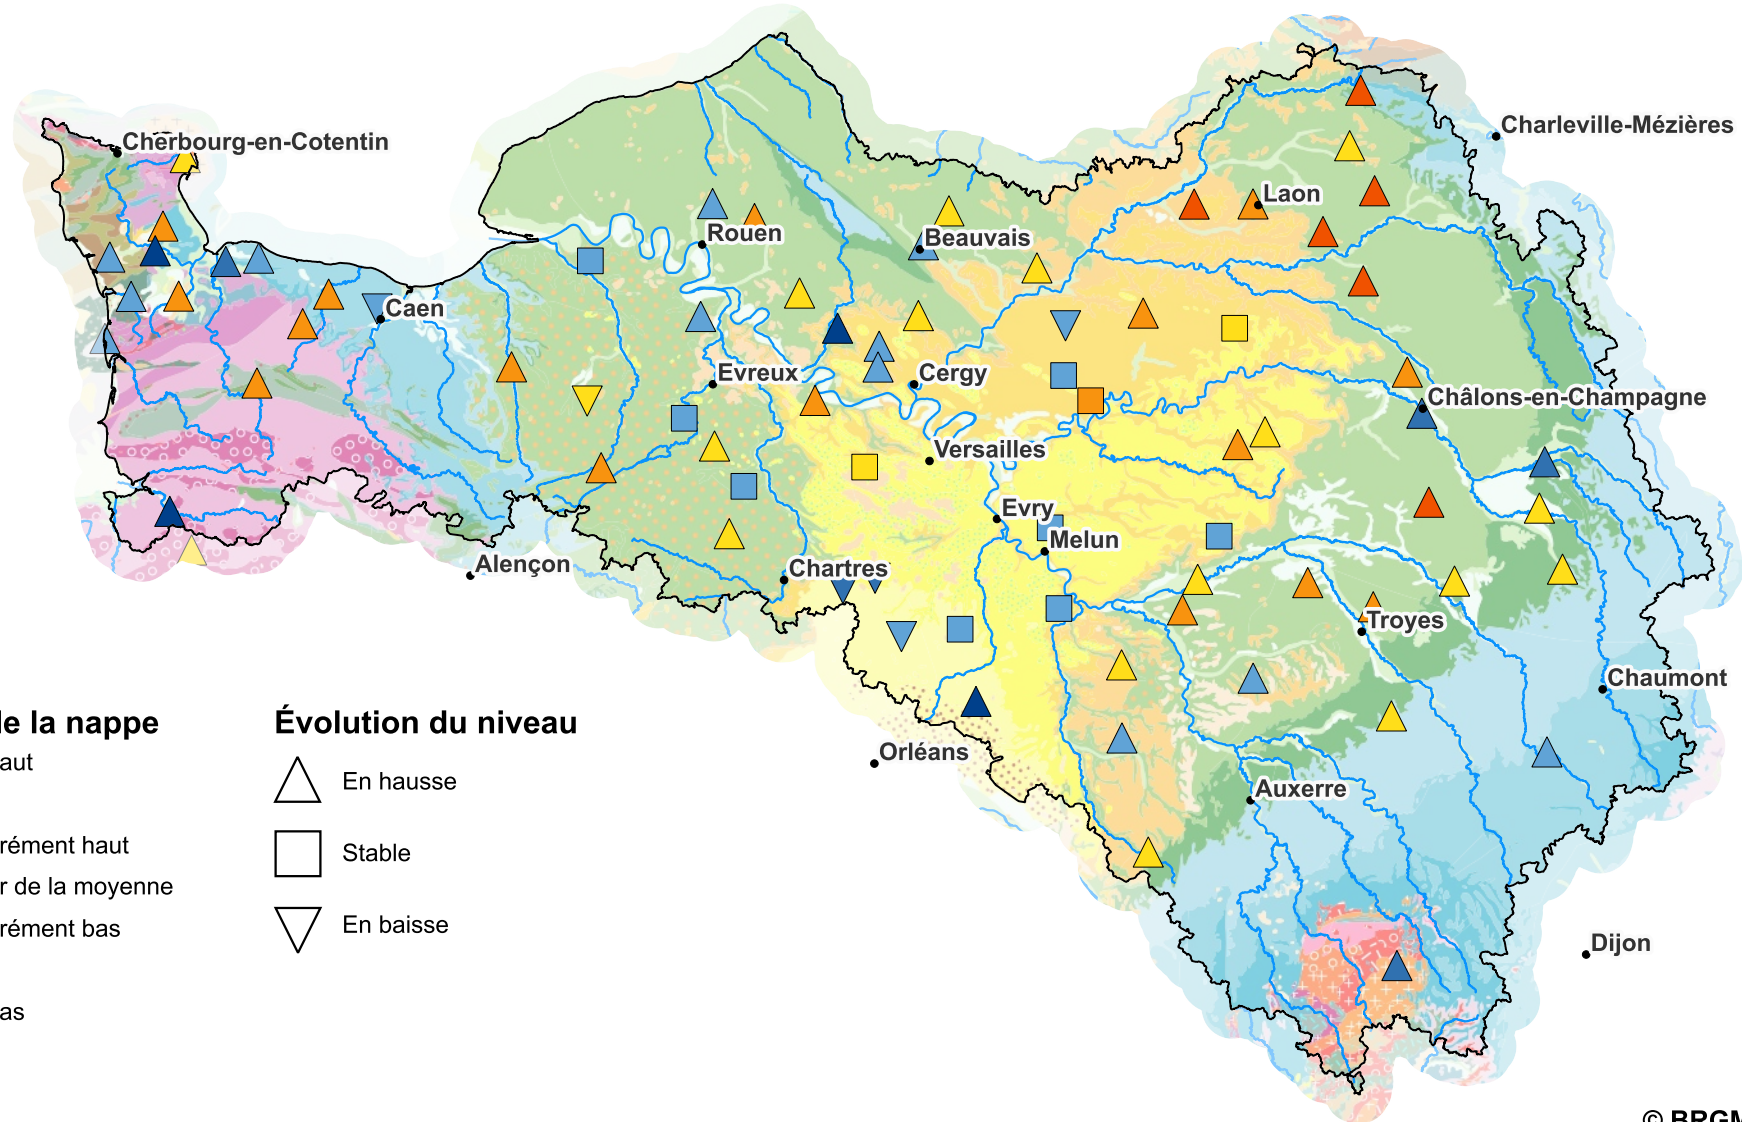 Cherbourg-en-Cotentin
Charleville-Mézières
Laon
Rouen
Beauvais
Caen
Evreux
Cergy
Châlons-en-Champagne
Versailles
Evry
Melun
Alençon
Chartres
Troyes
Chaumont
Orléans
Auxerre
Dijon
de la nappe
aut
rément haut
r de la moyenne
rément bas
as
Évolution du niveau
En hausse
Stable
En baisse
© BRGM